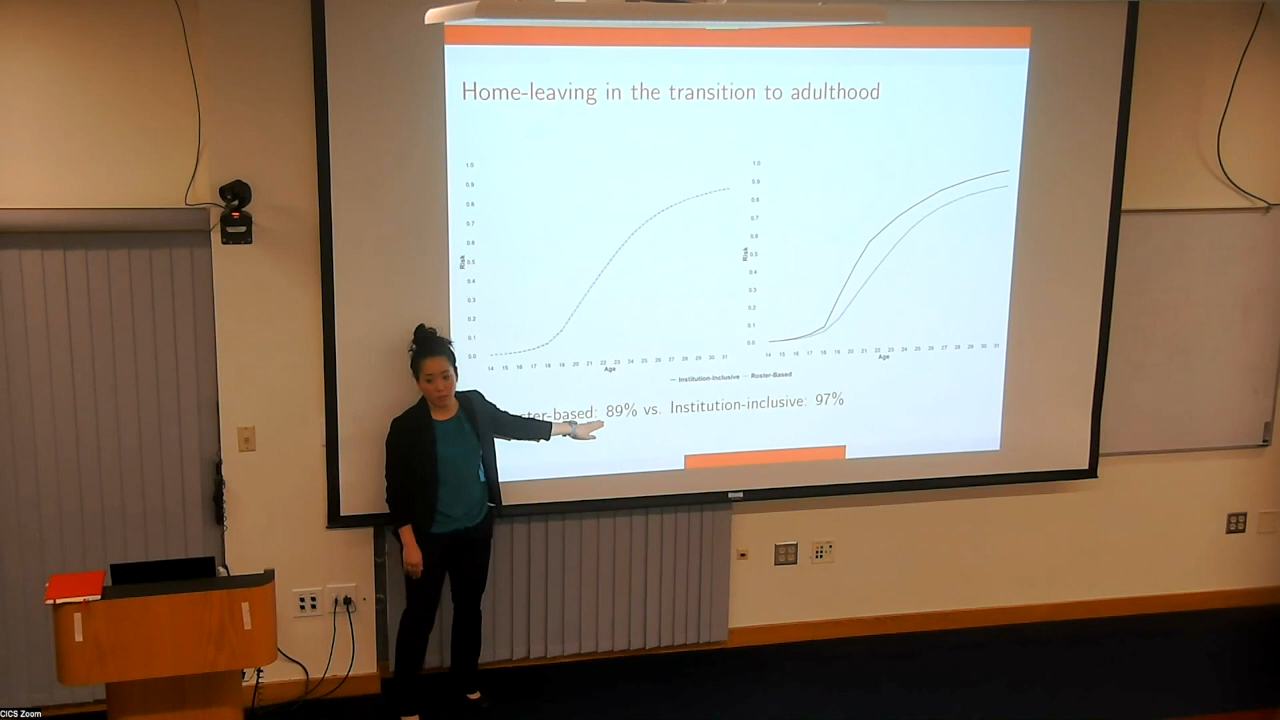 Home-leaving in the transition to adulthood
1.0
0.9
0.8
0.7
0.6
0.5
0.4
0.3
0.2
0.1
0.0
Risk
14 15 16 17 18 19 20 21 22 23 24 25 26 27 28 29 30 31
Age
1.0
0.9
0.8
0.7
0.6
0.5
0.4
0.3
0.2
0.1
0.0
Risk
14 15 16 17 18 19 20 21 22 23 24 25 26 27 28 29 30 31
Age
— Institution-Inclusive — Roster-Based
ster-based: 89% vs. Institution-inclusive: 97%
CICS Zoom